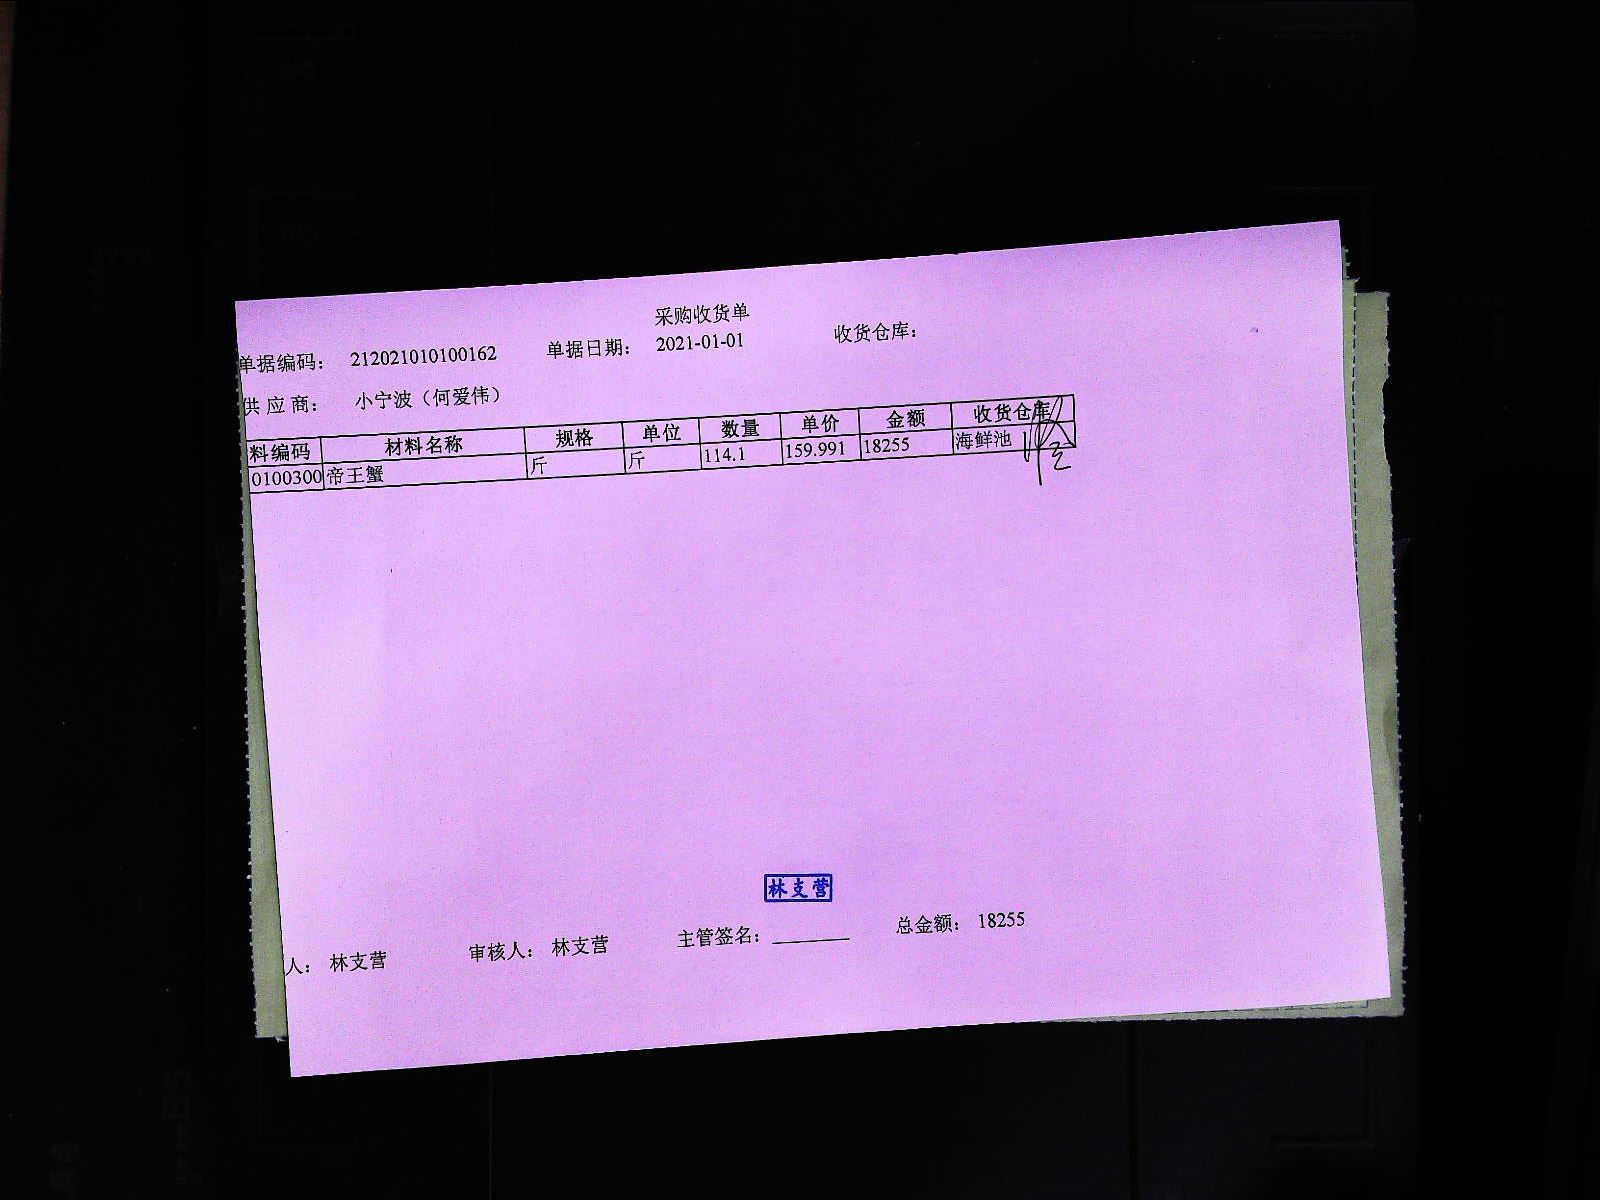 采购收货单
单据编码： 212021010100162 单据日期： 2021-01-01 收货仓库：
供 应 商： 小宁波（何爱伟）
料编码 材料名称 规格 单位 数量 单价 金额 收货仓库
0100300 帝王蟹 斤 斤 114.1 159.991 18255 海鲜池
林支营
人： 林支营 审核人： 林支营 主管签名： ________ 总金额： 18255